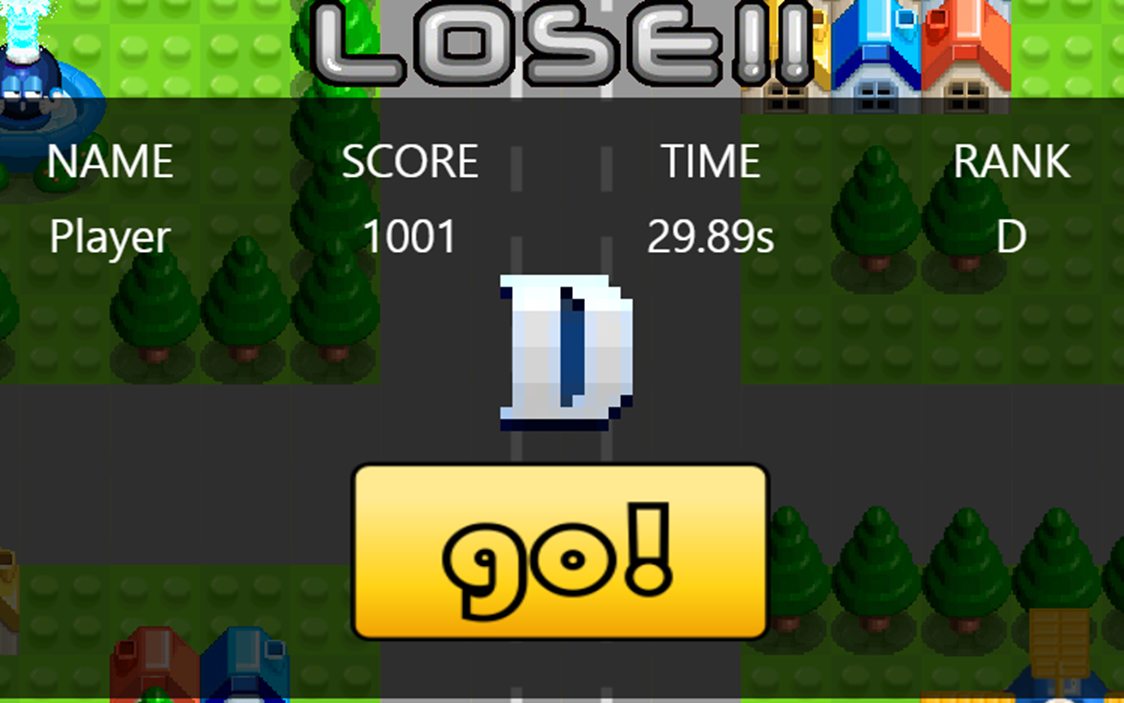 LOSE!!
NAME SCORE TIME RANK
Player 1001 29.89s D
D
go!